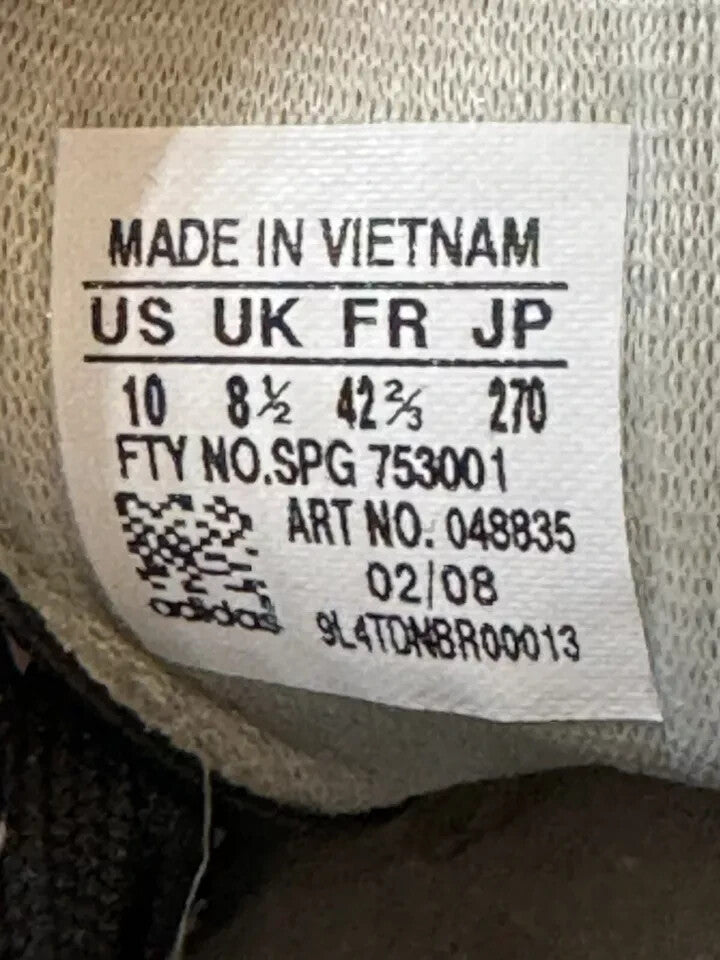 MADE IN VIETNAM
US UK FR JP
10 8½ 42⅔ 270
FTY NO.SPG 753001
ART NO. 048835
02/08
adidas
9L4TDNBR00013